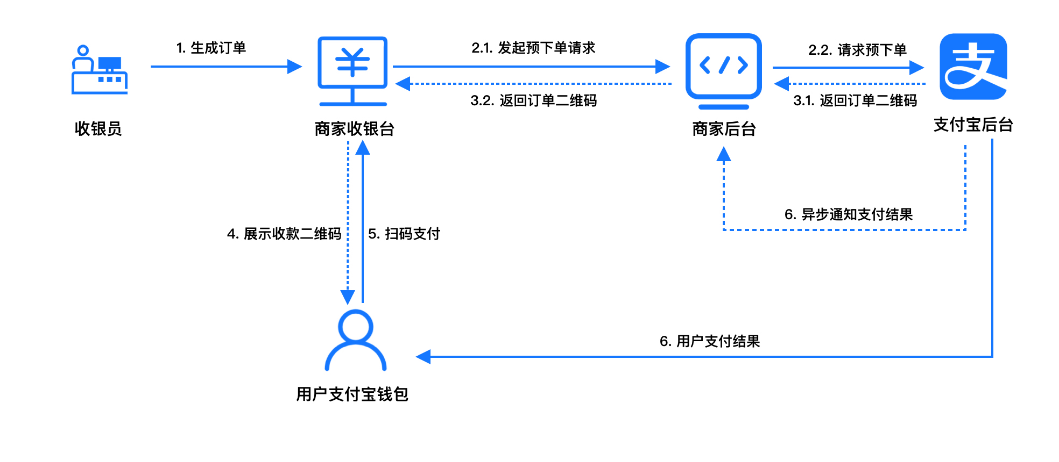 1. 生成订单
2.1. 发起预下单请求
2.2. 请求预下单
3.2. 返回订单二维码
3.1. 返回订单二维码
支
收银员
商家收银台
商家后台
支付宝后台
6. 异步通知支付结果
4. 展示收款二维码
5. 扫码支付
6. 用户支付结果
用户支付宝钱包